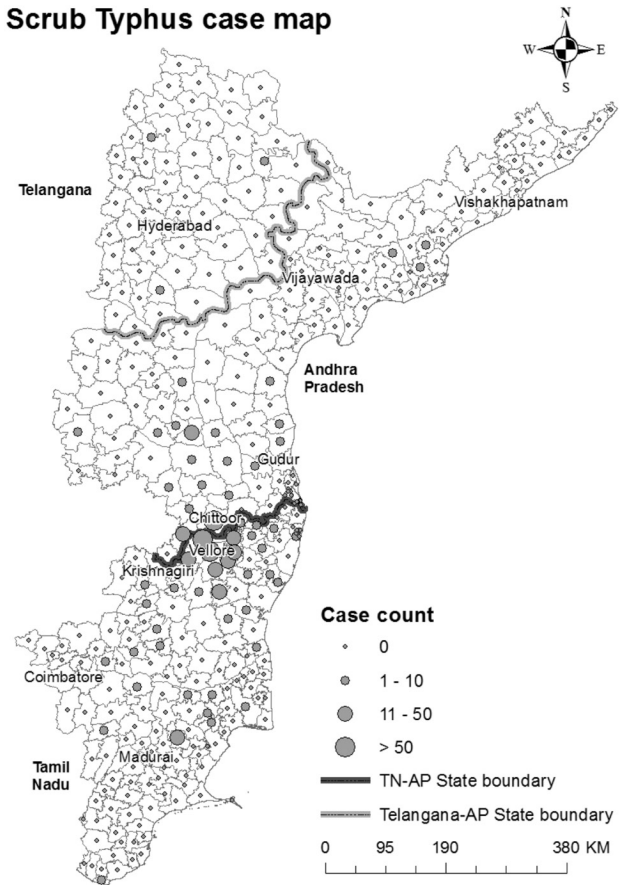 Scrub Typhus case map
N
W E
S
Telangana
Vishakhapatnam
Hyderabad
Vijayawada
Andhra
Pradesh
Gudur
Chittoor
Vellore
Krishnagiri
Coimbatore
Madurai
Tamil
Nadu
Case count
0
1 - 10
11 - 50
> 50
TN-AP State boundary
Telangana-AP State boundary
0 95 190 380 KM